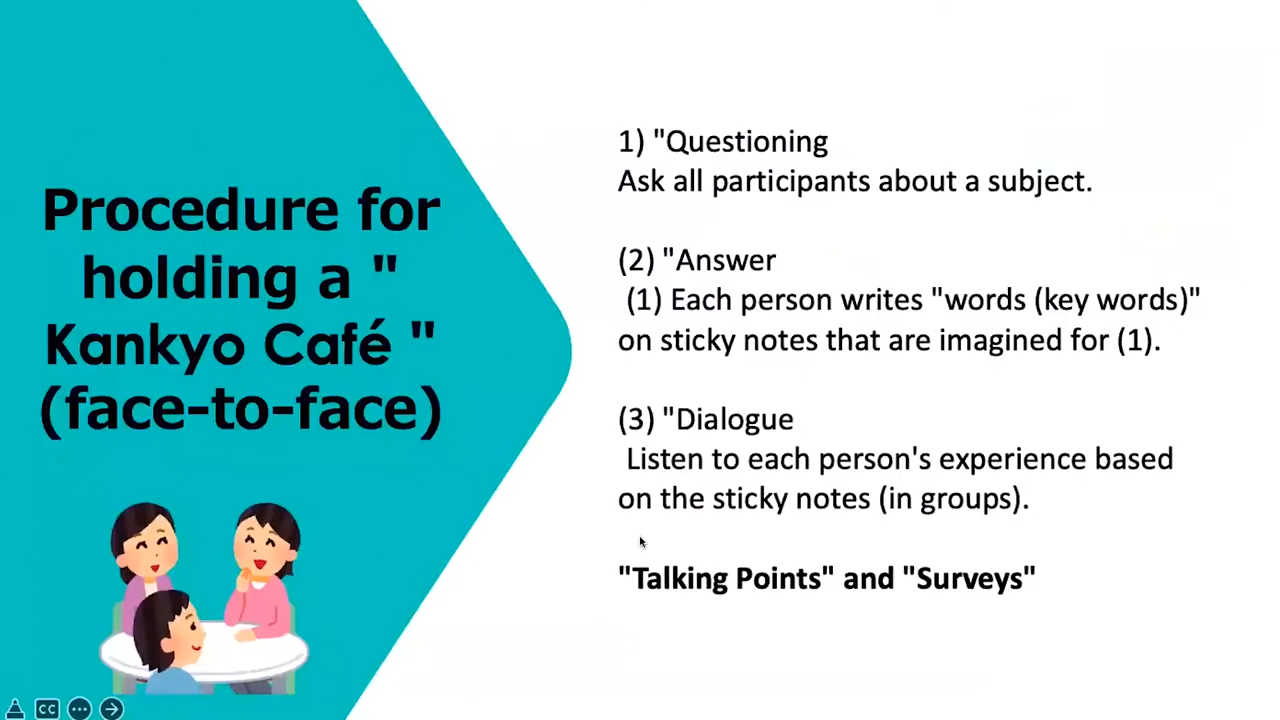 Procedure for
holding a "
Kankyo Café "
(face-to-face)
1) "Questioning
Ask all participants about a subject.
(2) "Answer
(1) Each person writes "words (key words)"
on sticky notes that are imagined for (1).
(3) "Dialogue
Listen to each person's experience based
on the sticky notes (in groups).
"Talking Points" and "Surveys"
CC